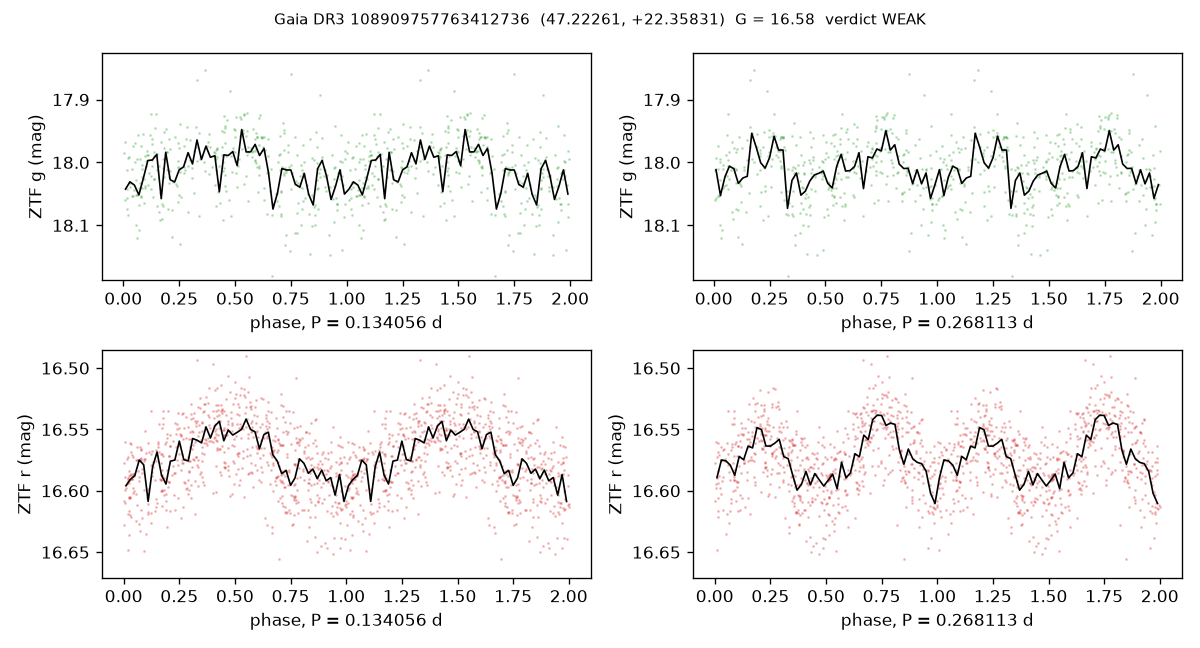 Gaia DR3 108909757763412736 (47.22261, +22.35831) G = 16.58 verdict WEAK
ZTF g (mag)
17.9
18.0
18.1
0.00 0.25 0.50 0.75 1.00 1.25 1.50 1.75 2.00
phase, P = 0.134056 d
ZTF g (mag)
17.9
18.0
18.1
0.00 0.25 0.50 0.75 1.00 1.25 1.50 1.75 2.00
phase, P = 0.268113 d
ZTF r (mag)
16.50
16.55
16.60
16.65
0.00 0.25 0.50 0.75 1.00 1.25 1.50 1.75 2.00
phase, P = 0.134056 d
ZTF r (mag)
16.50
16.55
16.60
16.65
0.00 0.25 0.50 0.75 1.00 1.25 1.50 1.75 2.00
phase, P = 0.268113 d